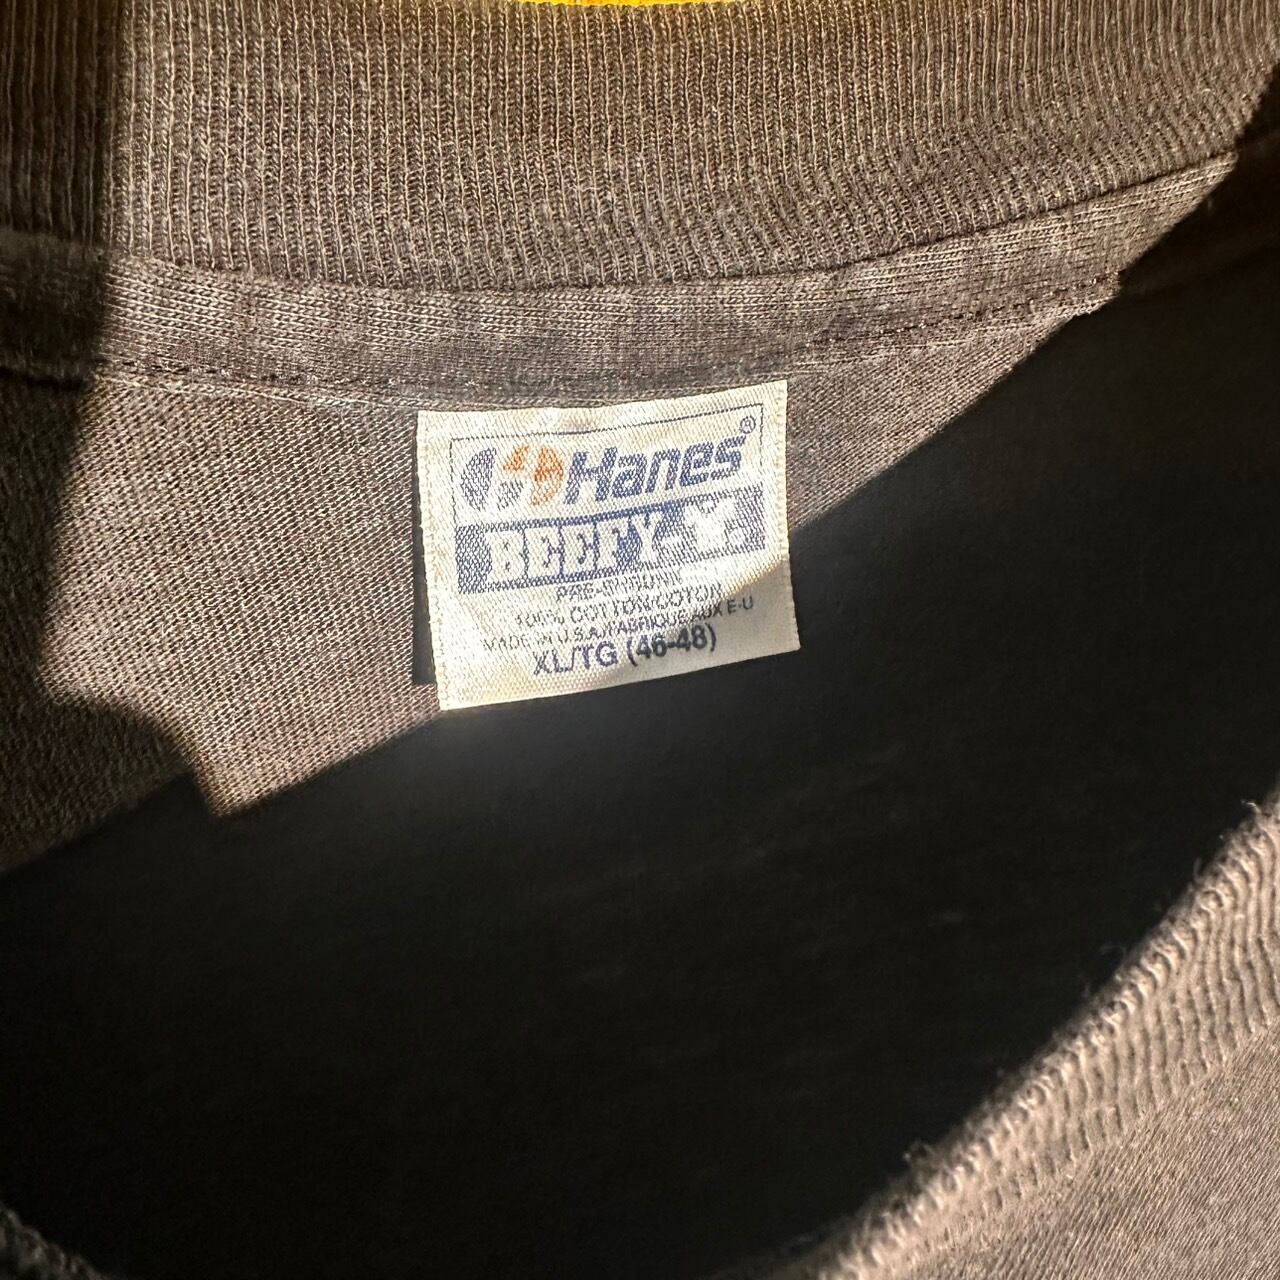 Hanes®
BEEFY-T.
PRE-SHRUNK
100% COTTON/COTON
MADE IN U.S.A./FABRIQUE AUX E-U
XL/TG (46-48)